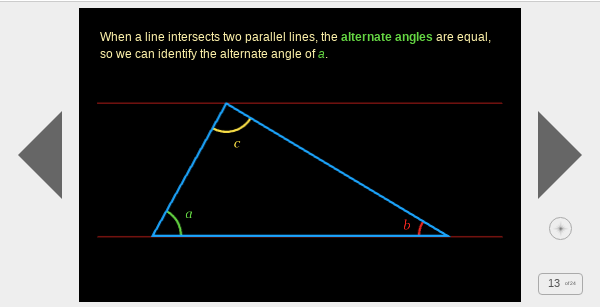 When a line intersects two parallel lines, the alternate angles are equal,
so we can identify the alternate angle of a.
c
a
b
13 of 24